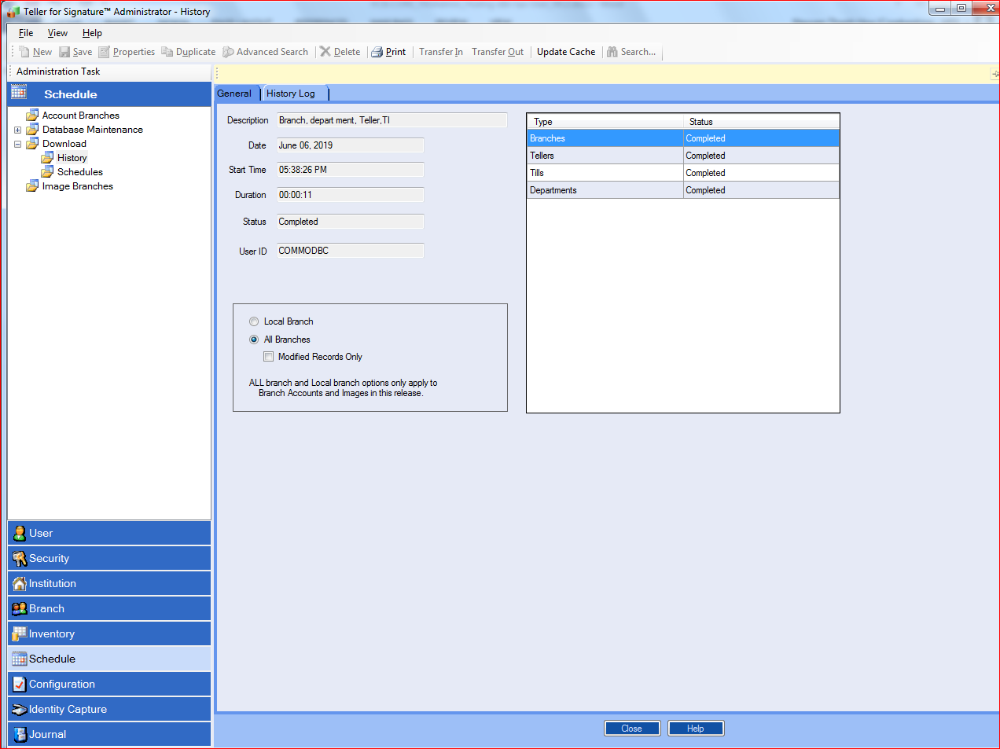 Teller for Signature™ Administrator - History
File View Help
New Save Properties Duplicate Advanced Search Delete Print Transfer In Transfer Out Update Cache Search...
Administration Task
Schedule
Account Branches
Database Maintenance
Download
History
Schedules
Image Branches
User
Security
Institution
Branch
Inventory
Schedule
Configuration
Identity Capture
Journal
General History Log
Description Branch, depart ment, Teller,TI
Date June 06, 2019
Start Time 05:38:26 PM
Duration 00:00:11
Status Completed
User ID COMMODBC
Local Branch
All Branches
Modified Records Only
ALL branch and Local branch options only apply to
Branch Accounts and Images in this release.
Type Status
Branches Completed
Tellers Completed
Tills Completed
Departments Completed
Close Help